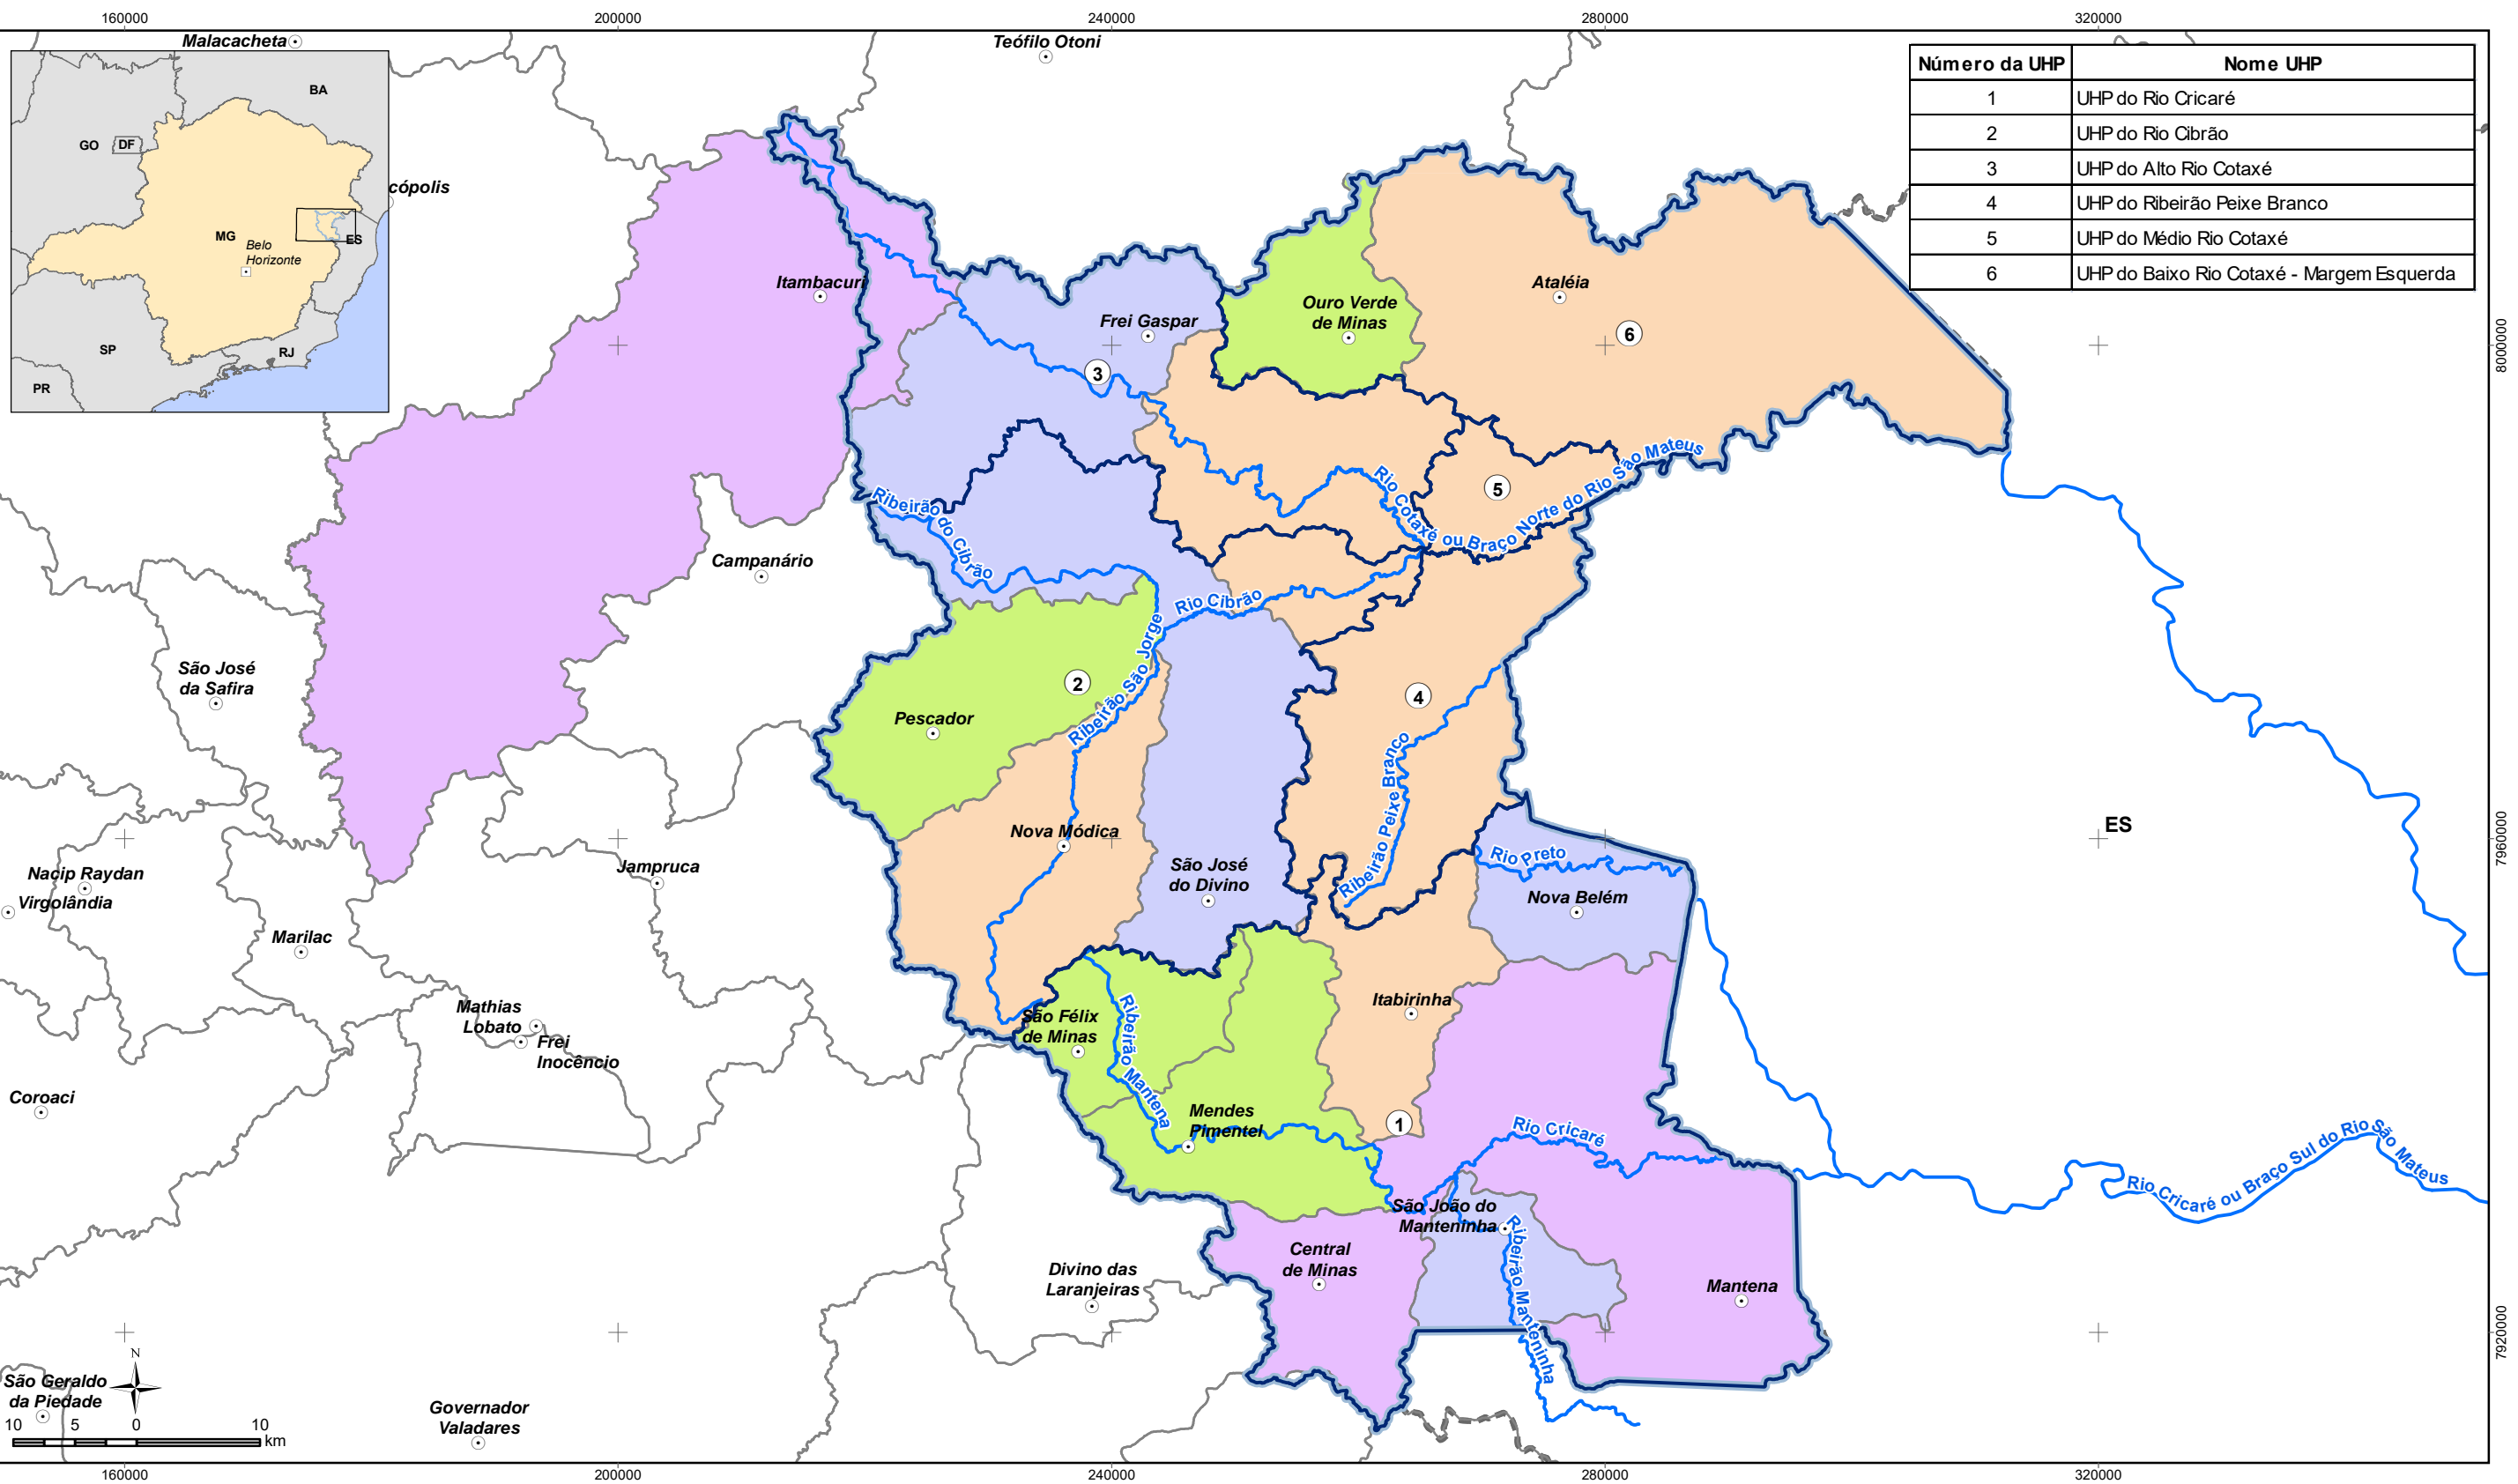 160000
200000
240000
280000
320000
Malacacheta
Teófilo Otoni
Número da UHP
Nome UHP
1
UHP do Rio Cricaré
2
UHP do Rio Cibrão
3
UHP do Alto Rio Cotaxé
4
UHP do Ribeirão Peixe Branco
5
UHP do Médio Rio Cotaxé
6
UHP do Baixo Rio Cotaxé - Margem Esquerda
BA
GO
DF
MG
Belo
Horizonte
ES
SP
RJ
PR
cópolis
Itambacuri
Frei Gaspar
Ouro Verde
de Minas
Ataléia
6
3
8000000
5
Ribeirão do Cibrão
Rio Cotaxé ou Braço Norte do Rio São Mateus
Campanário
Rio Cibrão
São José
da Safira
Ribeirão São Jorge
2
4
Pescador
Ribeirão Peixe Branco
Nova Módica
ES
7960000
Rio Preto
Nacip Raydan
Virgolândia
Jampruca
São José
do Divino
Nova Belém
Marilac
Mathias
Lobato
Frei
Inocêncio
São Félix
de Minas
Ribeirão Mantena
Itabirinha
Coroaci
Mendes
Pimentel
1
Rio Cricaré
Rio Cricaré ou Braço Sul do Rio São Mateus
São João do
Manteninha
Ribeirão Manteninha
Central
de Minas
Divino das
Laranjeiras
Mantena
7920000
N
São Geraldo
da Piedade
10
5
0
10
km
Governador
Valadares
160000
200000
240000
280000
320000